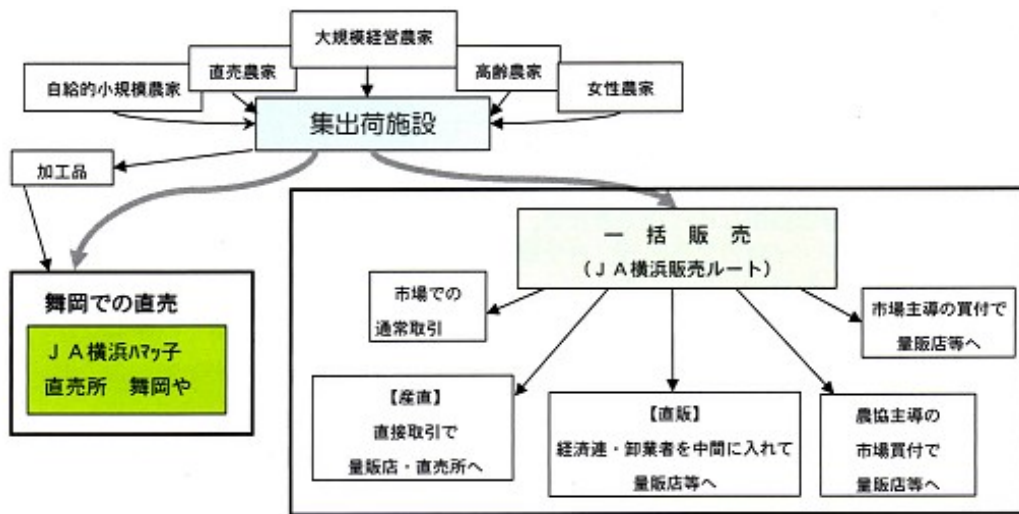 大規模経営農家
直売農家
高齢農家
自給的小規模農家
女性農家
集出荷施設
加工品
一括販売
(JA横浜販売ルート)
舞岡での直売
JA横浜ハマッ子
直売所 舞岡や
市場での
通常取引
市場主導の買付で
量販店等へ
【産直】
直接取引で
量販店・直売所へ
【直販】
経済連・卸業者を中間に入れて
量販店等へ
農協主導の
市場買付で
量販店等へ